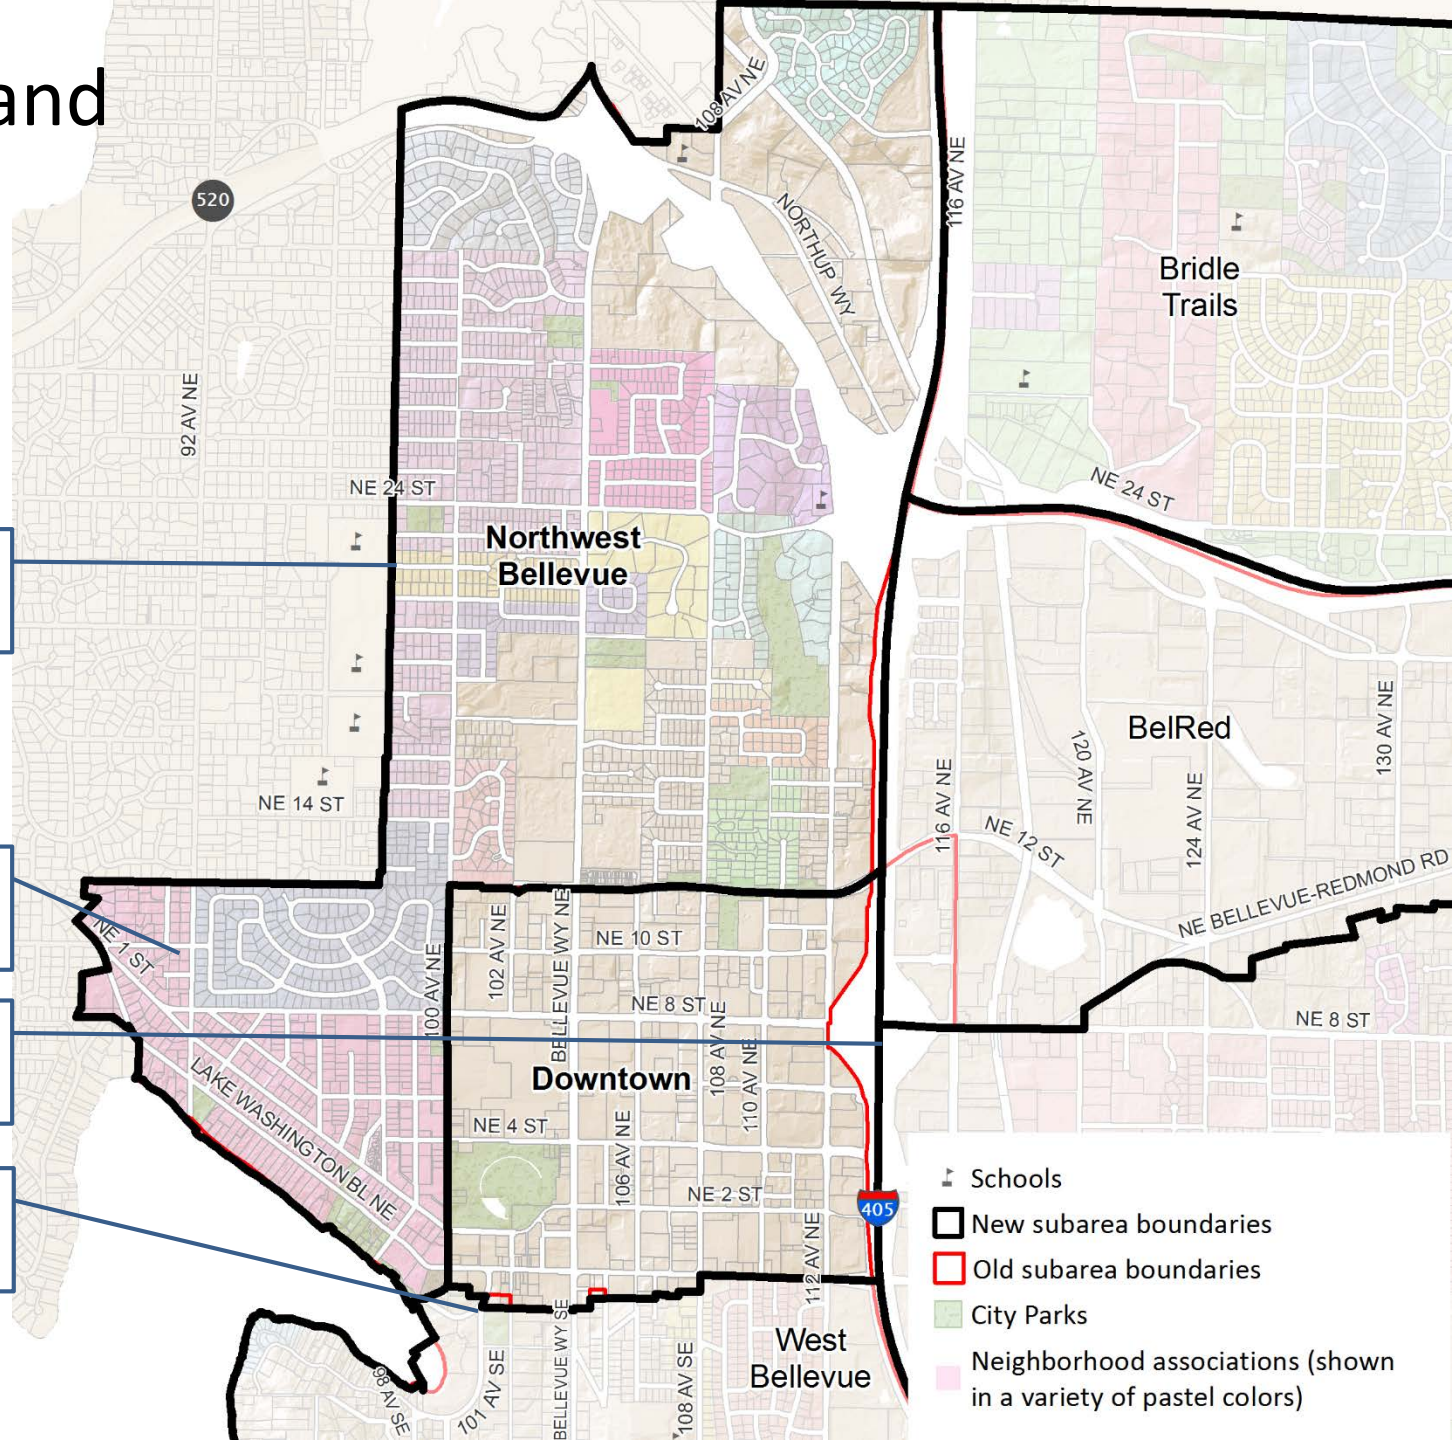 and
108 AV NE
520
116 AV NE
NORTHUP WY
Bridle
Trails
92 AV NE
NE 24 ST
NE 24 ST
Northwest
Bellevue
BelRed
130 AV NE
120 AV NE
124 AV NE
116 AV NE
NE 14 ST
NE 12 ST
NE BELLEVUE-REDMOND RD
NE 1 ST
100 AV NE
102 AV NE
BELLEVUE WY NE
NE 10 ST
NE 8 ST
NE 8 ST
108 AV NE
110 AV NE
Downtown
LAKE WASHINGTON BL NE
NE 4 ST
106 AV NE
NE 2 ST
405
112 AV NE
West
Bellevue
98 AV SE
101 AV SE
BELLEVUE WY SE
108 AV SE
Schools
New subarea boundaries
Old subarea boundaries
City Parks
Neighborhood associations (shown
in a variety of pastel colors)